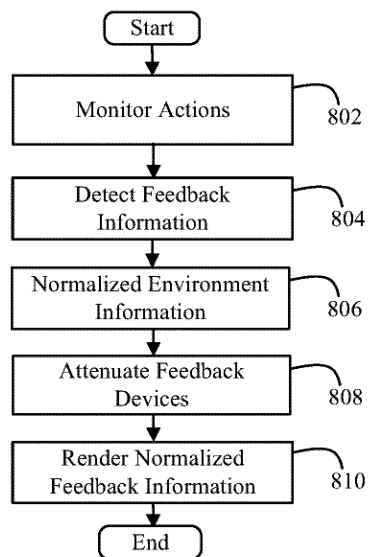 Start
Monitor Actions
802
Detect Feedback
Information
804
Normalized Environment
Information
806
Attenuate Feedback
Devices
808
Render Normalized
Feedback Information
810
End